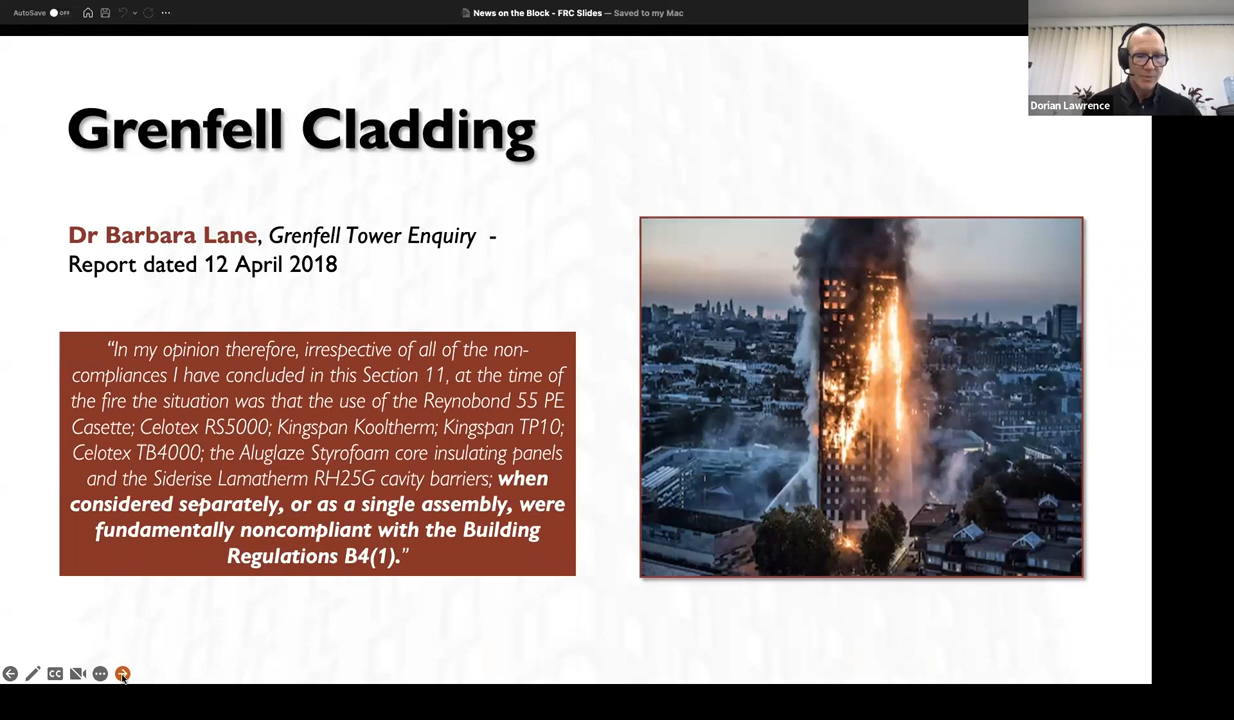 AutoSave OFF
News on the Block - FRC Slides — Saved to my Mac
Dorian Lawrence
Grenfell Cladding
Dr Barbara Lane, Grenfell Tower Enquiry -
Report dated 12 April 2018
“In my opinion therefore, irrespective of all of the non-
compliances I have concluded in this Section 11, at the time of
the fire the situation was that the use of the Reynobond 55 PE
Casette; Celotex RS5000; Kingspan Kooltherm; Kingspan TP10;
Celotex TB4000; the Aluglaze Styrofoam core insulating panels
and the Siderise Lamatherm RH25G cavity barriers; when
considered separately, or as a single assembly, were
fundamentally noncompliant with the Building
Regulations B4(1).”
CC